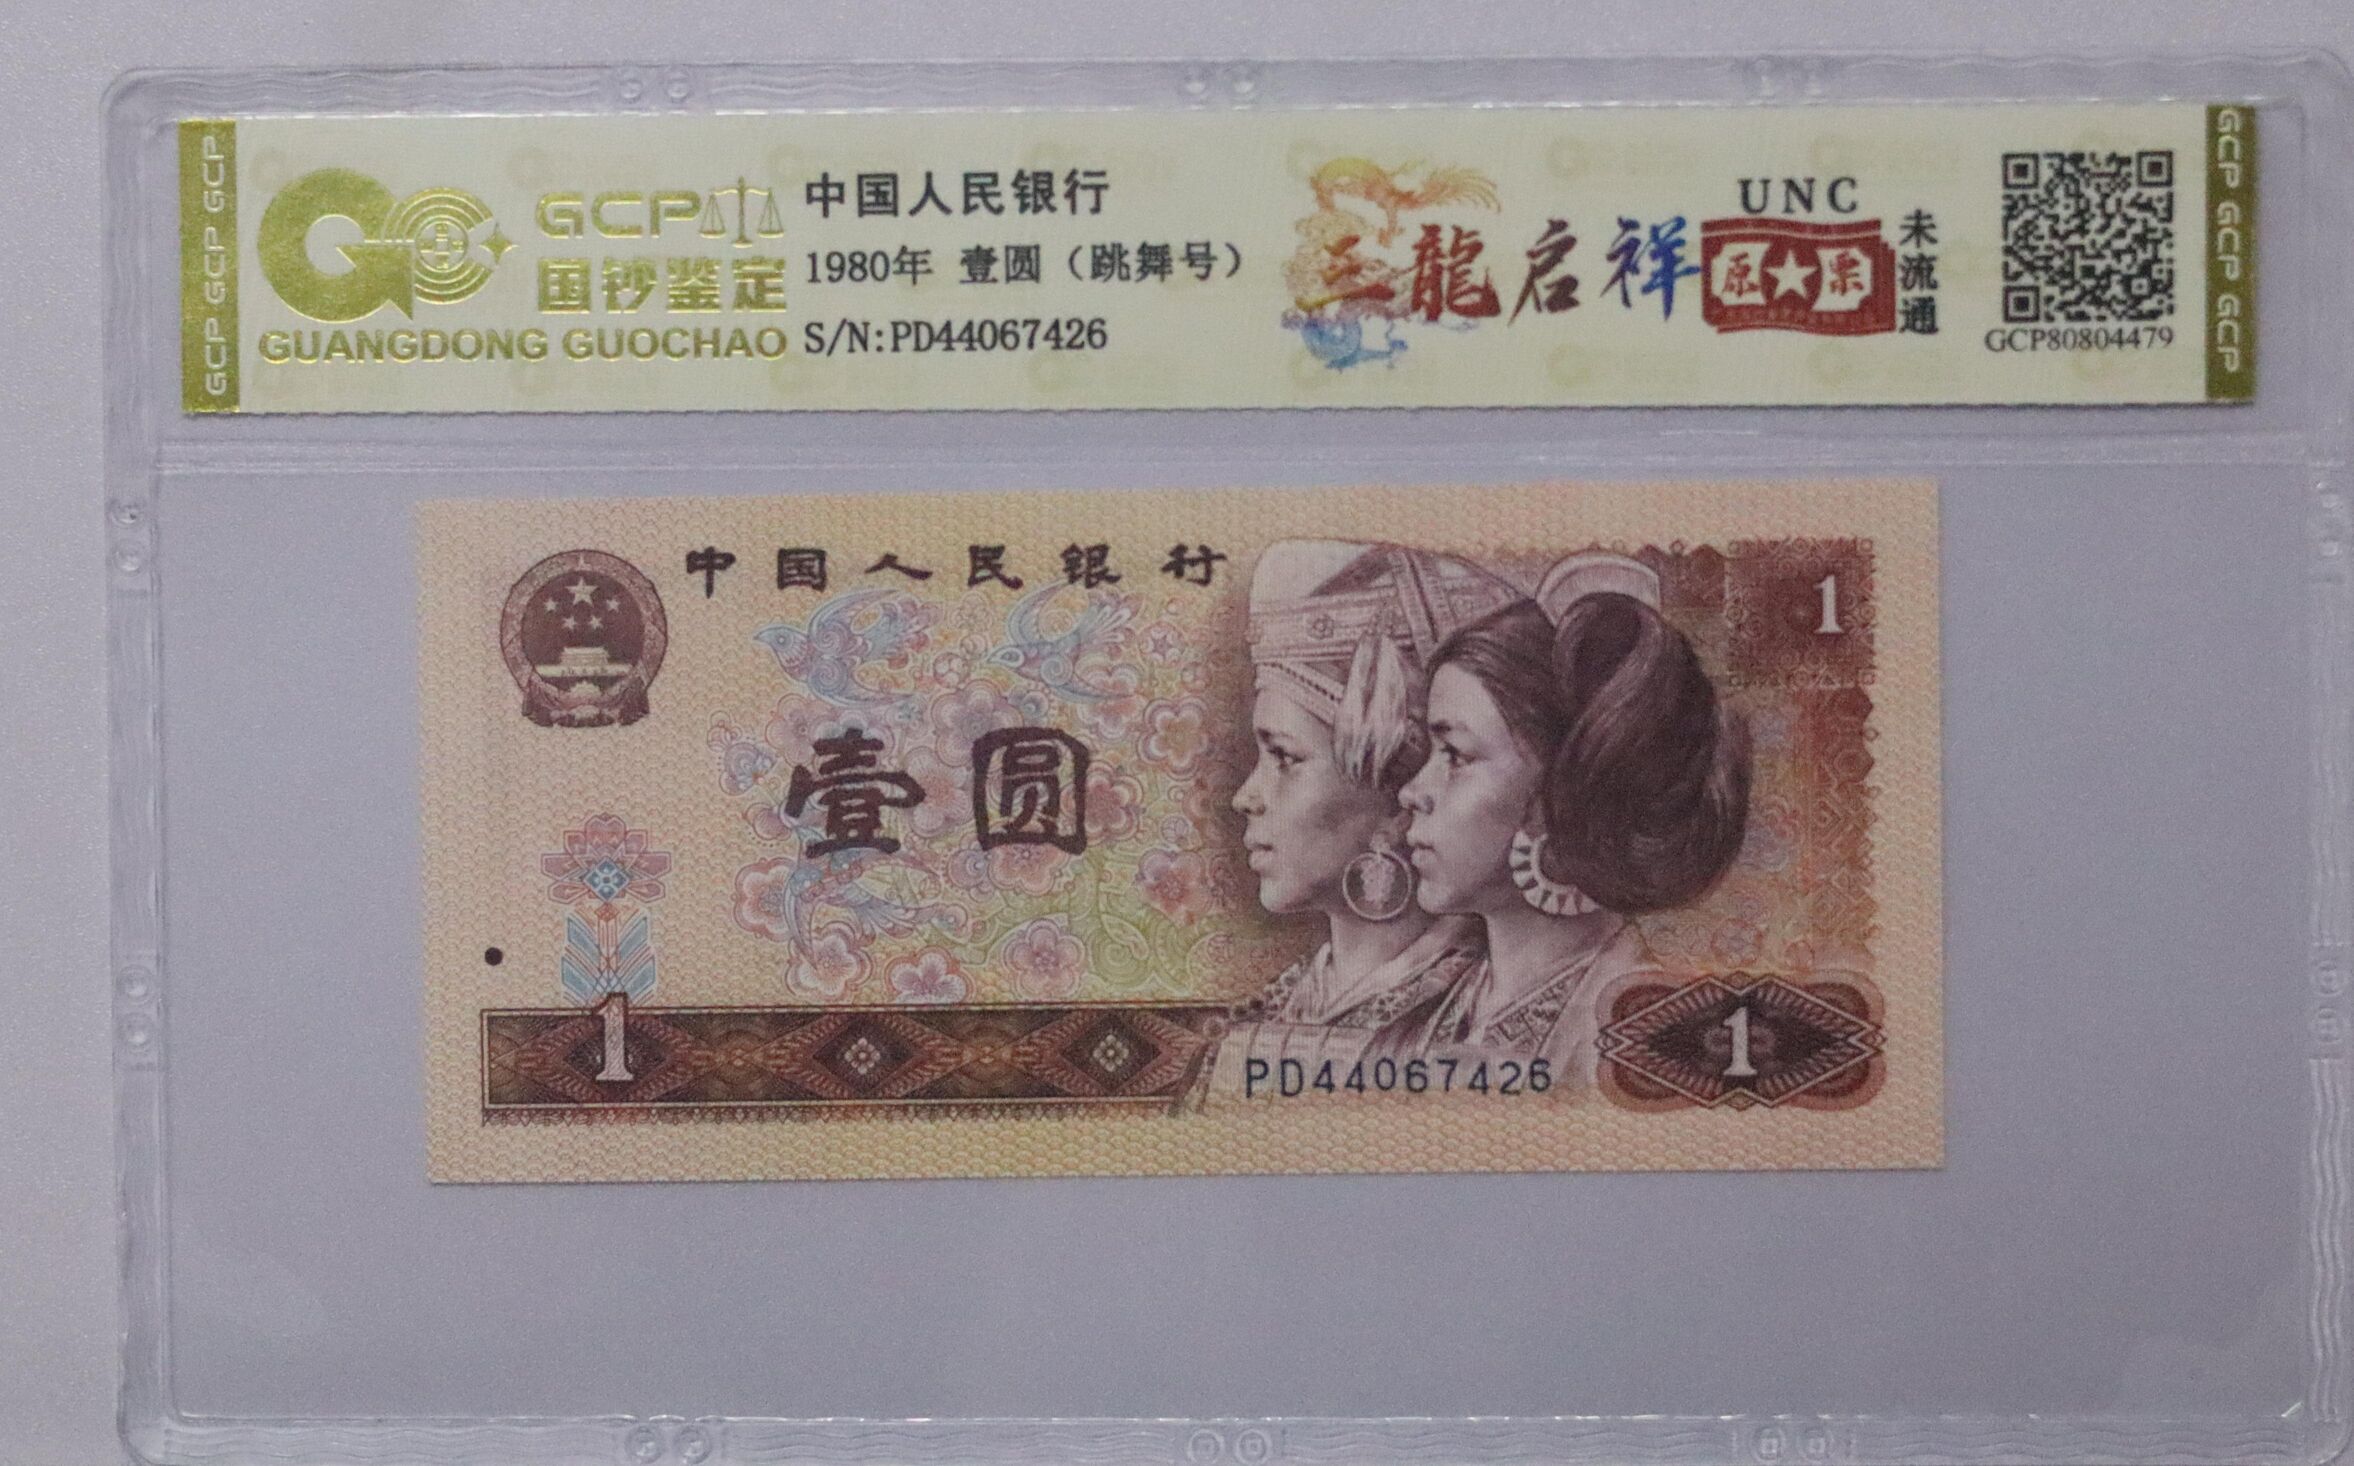 GCP GCP GCP
GCP
国钞鉴定
GUANGDONG GUOCHAO
中国人民银行
1980年 壹圆（跳舞号）
S/N:PD44067426
三龍启祥
UNC
原★票
未流通
GCP80804479
GCP GCP GCP
中国人民银行
1
壹圆
1
PD44067426
1